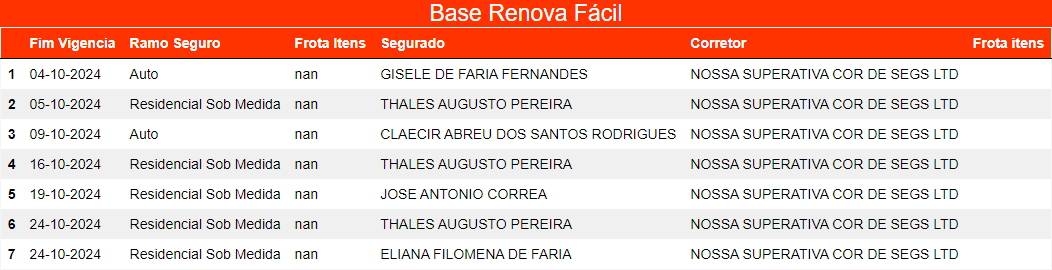 Base Renova Fácil
Fim Vigencia Ramo Seguro Frota Itens Segurado Corretor Frota itens
1 04-10-2024 Auto nan GISELE DE FARIA FERNANDES NOSSA SUPERATIVA COR DE SEGS LTD
2 05-10-2024 Residencial Sob Medida nan THALES AUGUSTO PEREIRA NOSSA SUPERATIVA COR DE SEGS LTD
3 09-10-2024 Auto nan CLAECIR ABREU DOS SANTOS RODRIGUES NOSSA SUPERATIVA COR DE SEGS LTD
4 16-10-2024 Residencial Sob Medida nan THALES AUGUSTO PEREIRA NOSSA SUPERATIVA COR DE SEGS LTD
5 19-10-2024 Residencial Sob Medida nan JOSE ANTONIO CORREA NOSSA SUPERATIVA COR DE SEGS LTD
6 24-10-2024 Residencial Sob Medida nan THALES AUGUSTO PEREIRA NOSSA SUPERATIVA COR DE SEGS LTD
7 24-10-2024 Residencial Sob Medida nan ELIANA FILOMENA DE FARIA NOSSA SUPERATIVA COR DE SEGS LTD